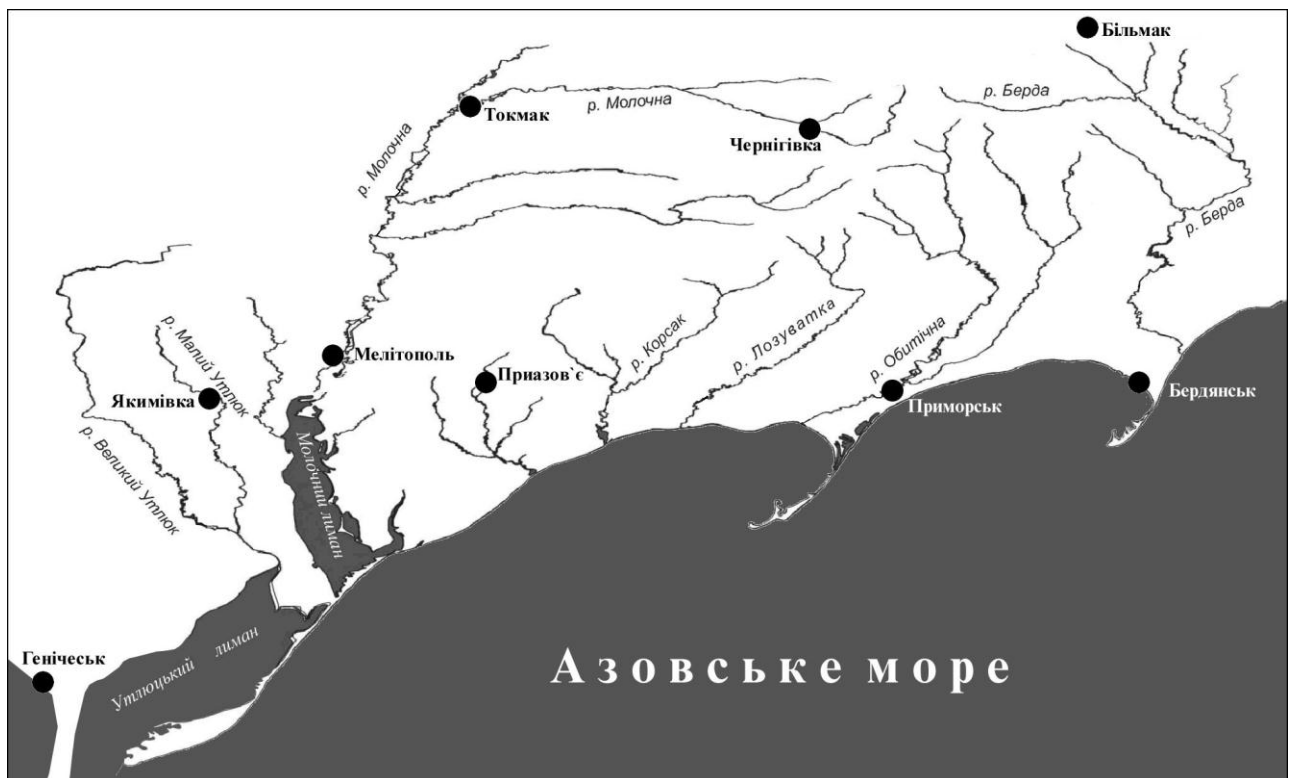 Більмак
р. Берда
р. Молочна
Токмак
Чернігівка
р. Молочна
р. Берда
р. Малий Утлюк
Мелітополь
р. Корсак
р. Лозуватка
р. Обитічна
Приазов`є
Якимівка
Приморськ
Бердянськ
р. Великий Утлюк
Молочний лиман
Генічеськ
Утлюцький лиман
Азовське море